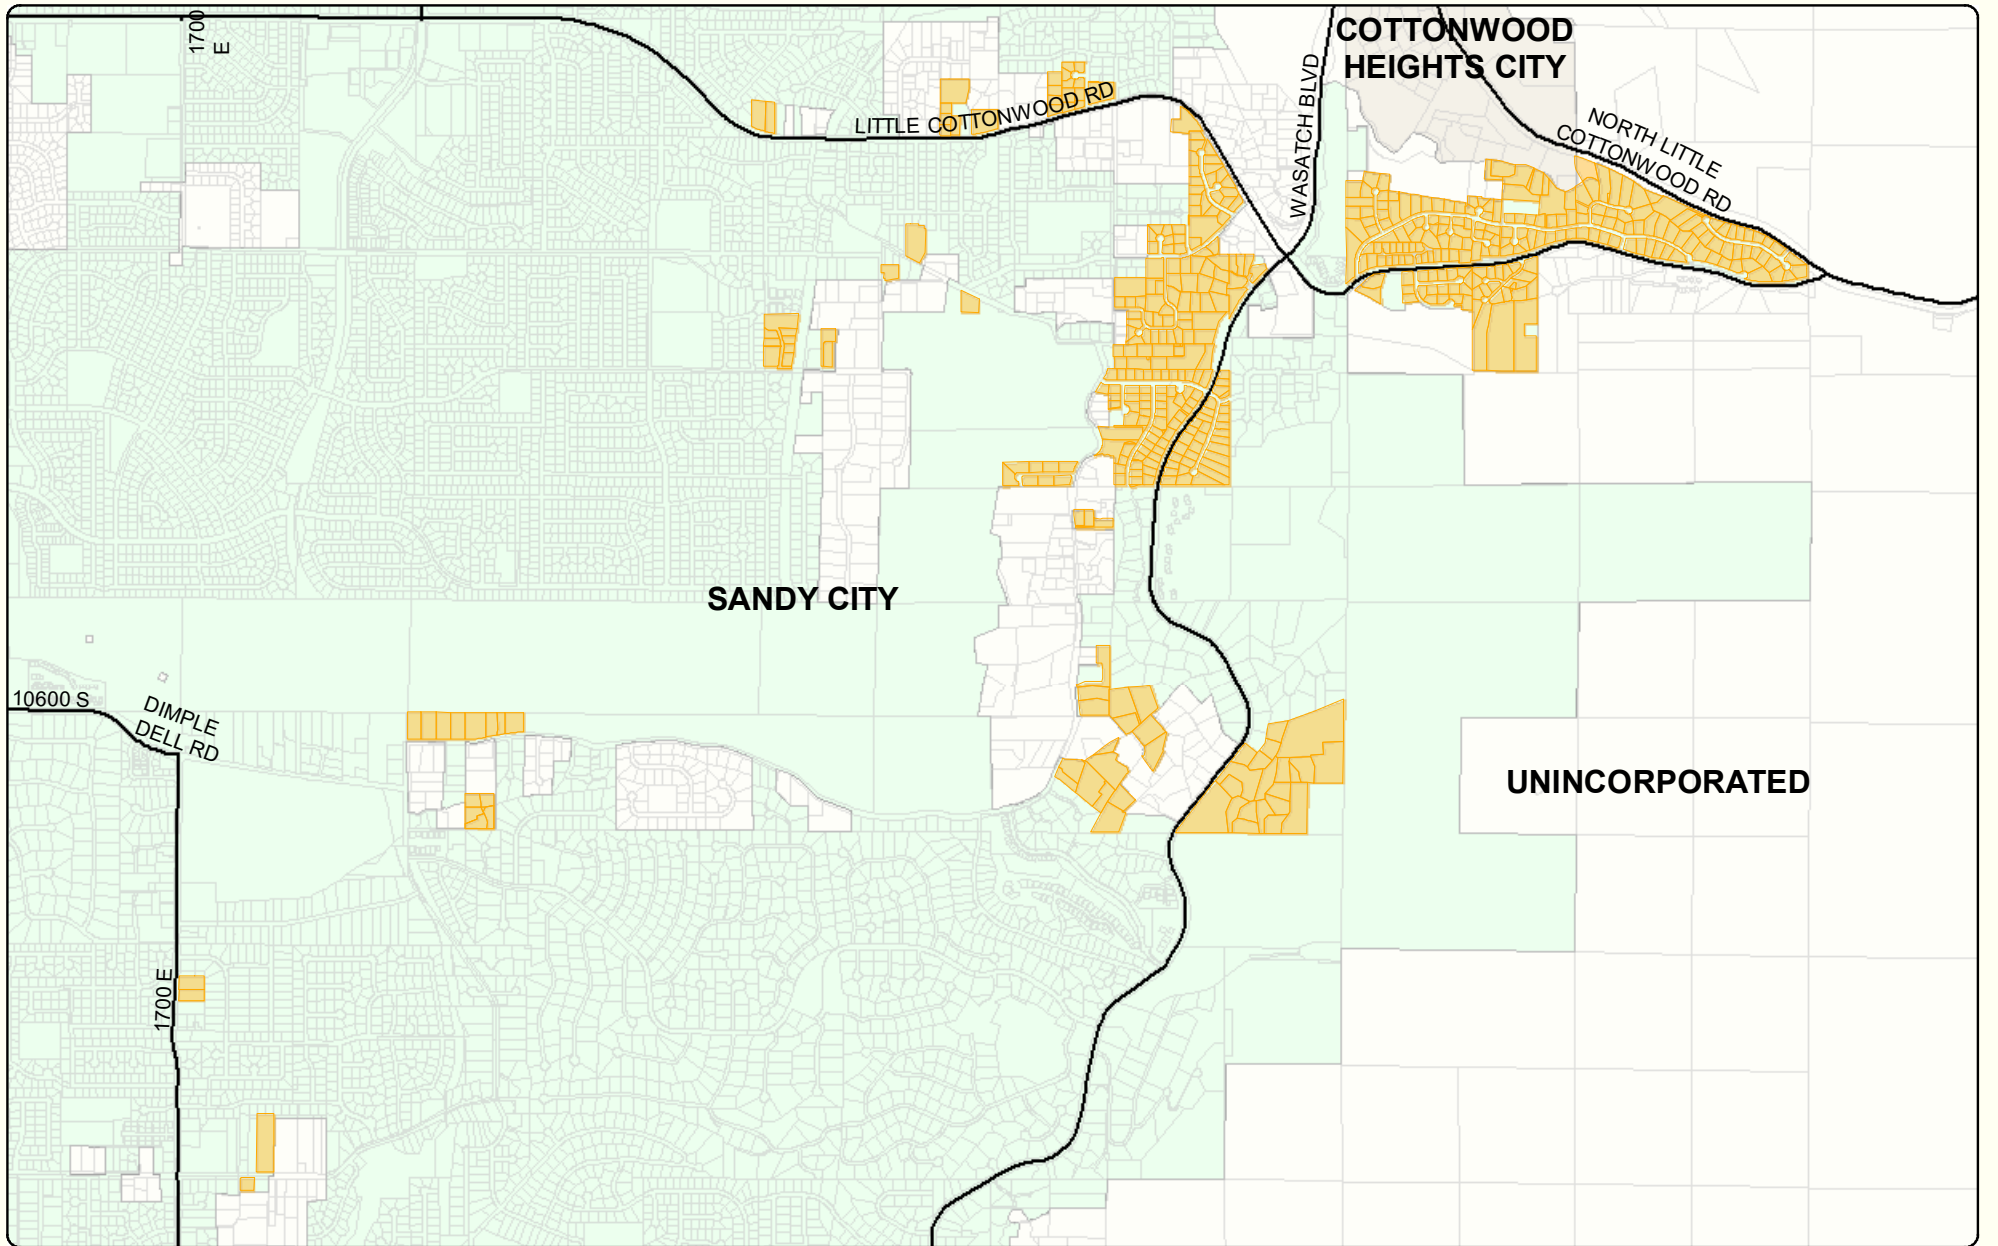 1700
E
COTTONWOOD
HEIGHTS CITY
WASATCH BLVD
LITTLE COTTONWOOD RD
NORTH LITTLE
COTTONWOOD RD
SANDY CITY
10600 S
DIMPLE
DELL RD
UNINCORPORATED
1700 E